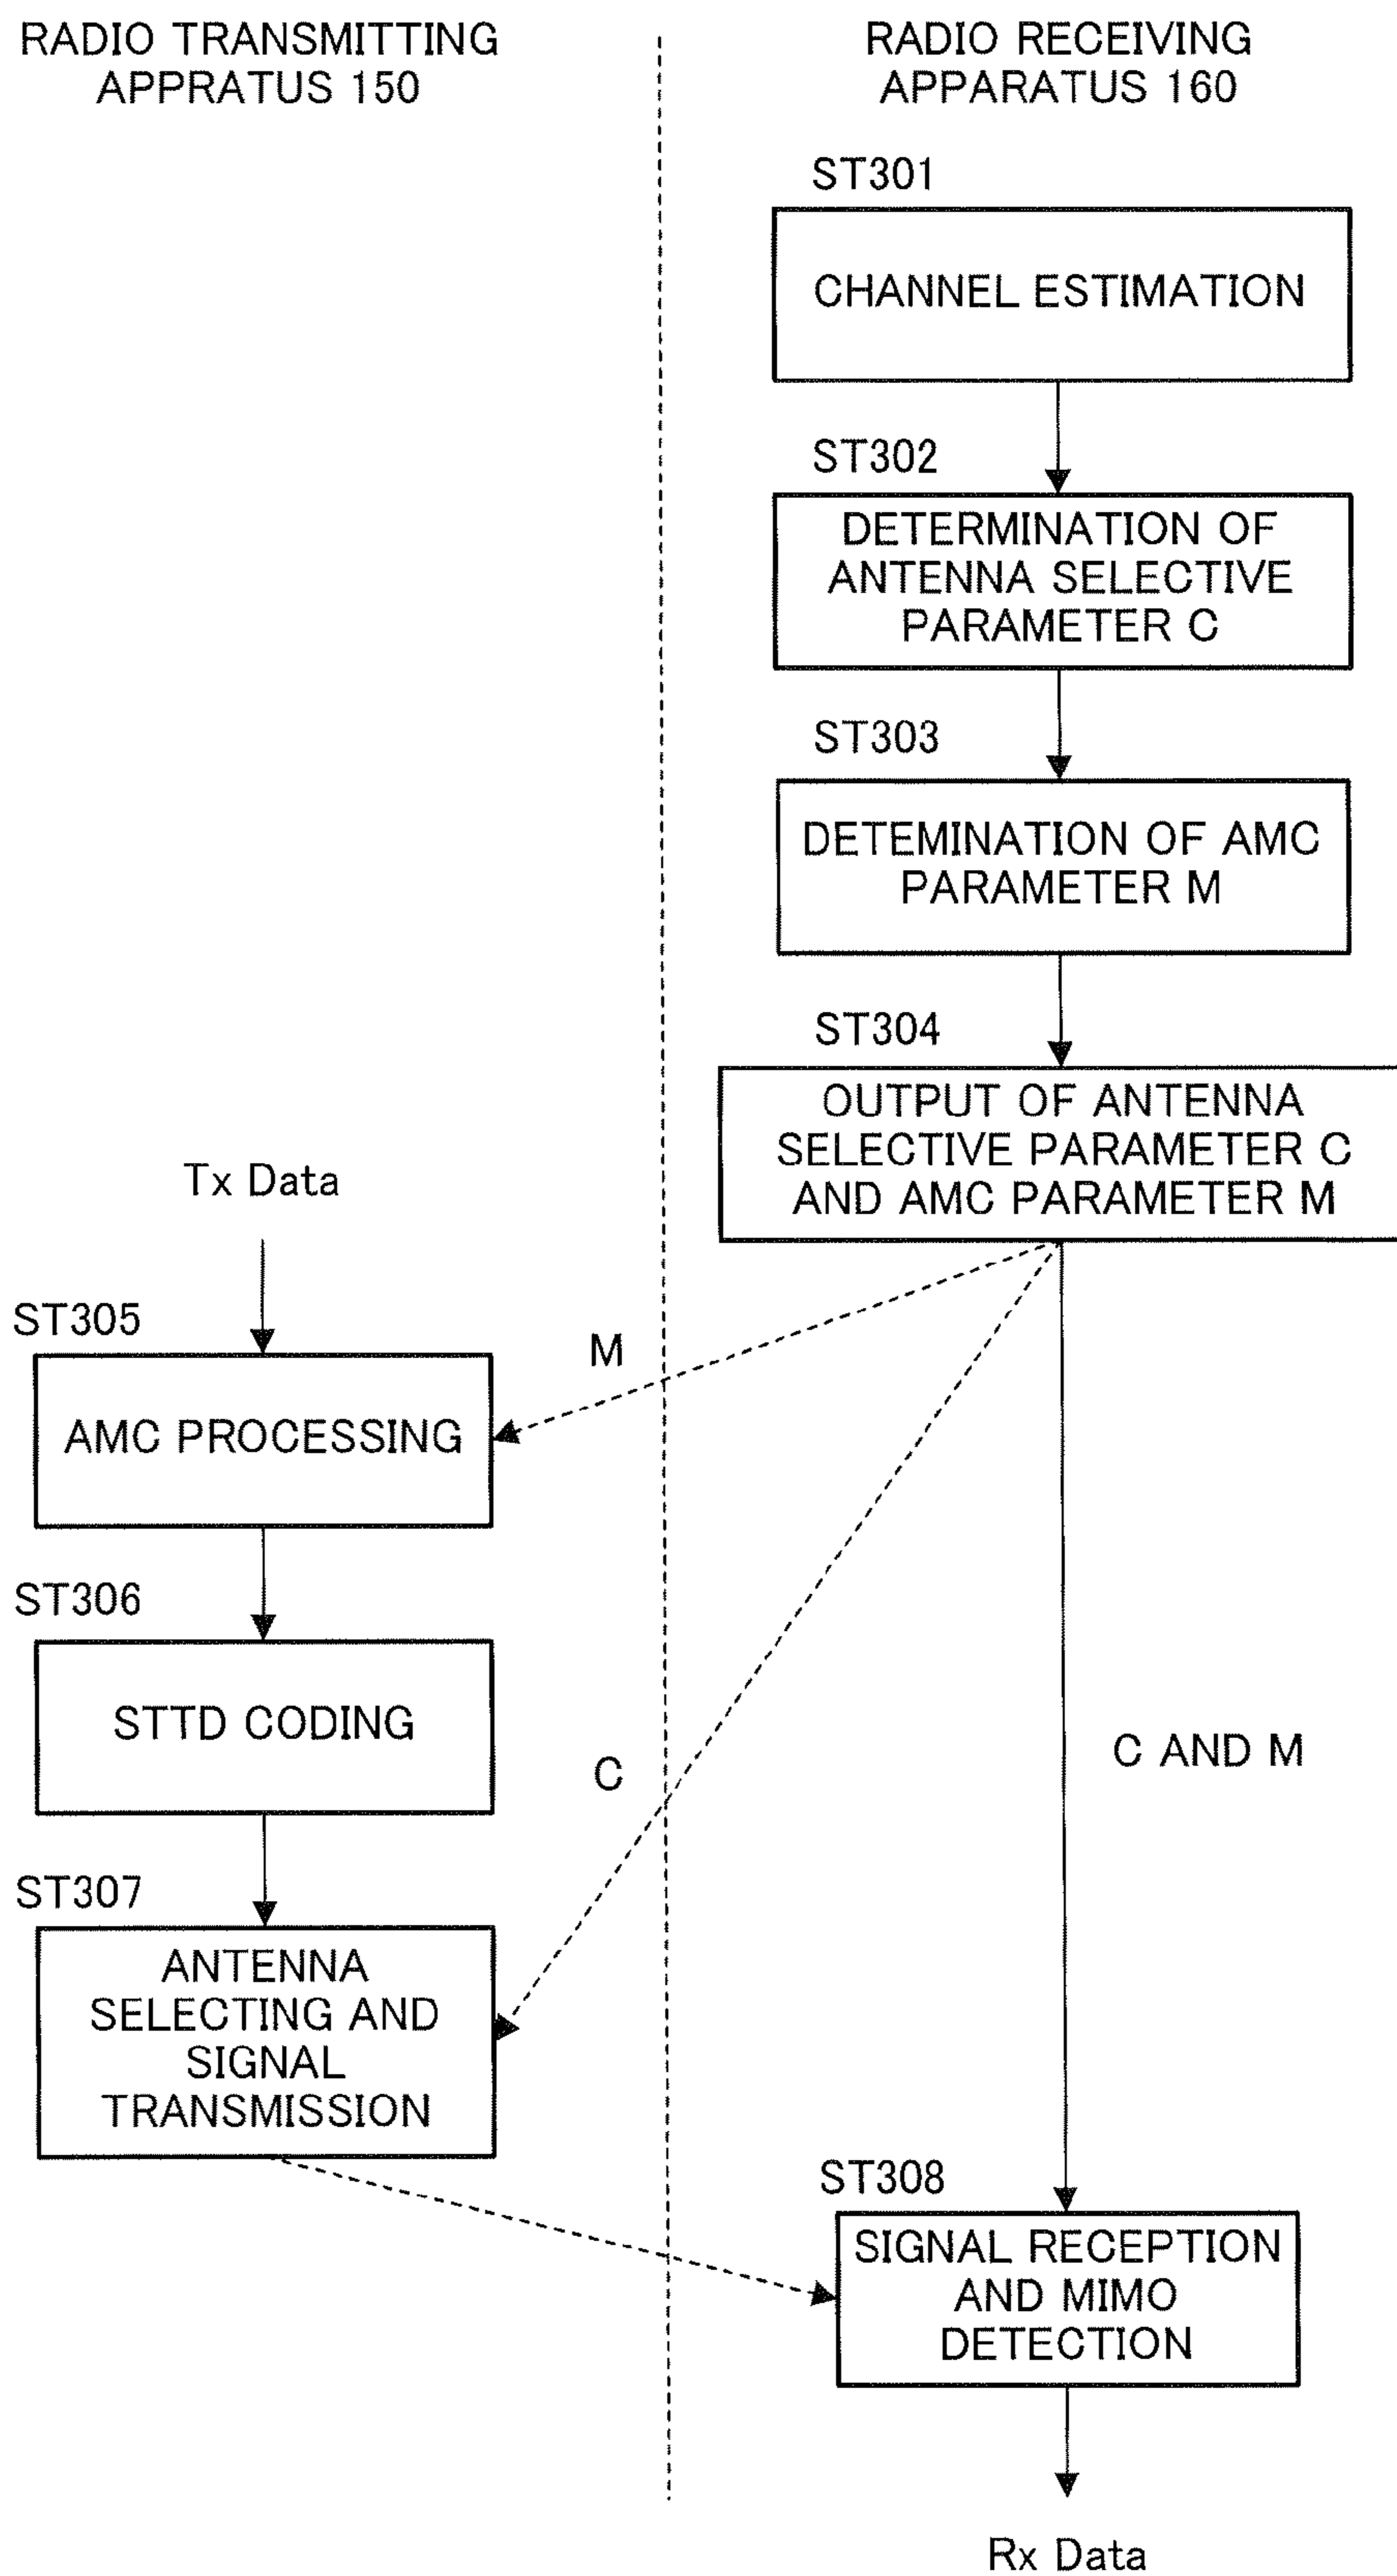 RADIO TRANSMITTING
APPRATUS 150
RADIO RECEIVING
APPARATUS 160
ST301
CHANNEL ESTIMATION
ST302
DETERMINATION OF
ANTENNA SELECTIVE
PARAMETER C
ST303
DETEMINATION OF AMC
PARAMETER M
ST304
OUTPUT OF ANTENNA
SELECTIVE PARAMETER C
AND AMC PARAMETER M
Tx Data
ST305
AMC PROCESSING
M
ST306
STTD CODING
C
C AND M
ST307
ANTENNA
SELECTING AND
SIGNAL
TRANSMISSION
ST308
SIGNAL RECEPTION
AND MIMO
DETECTION
Rx Data